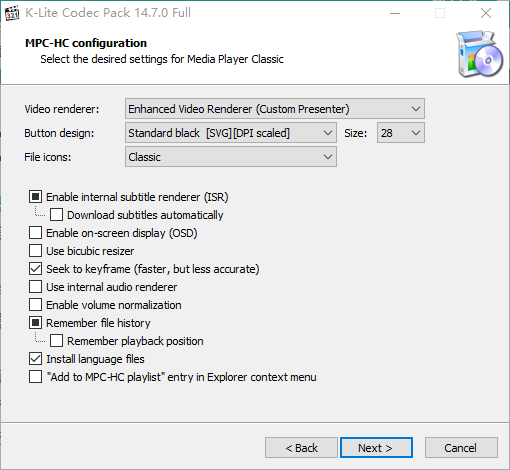 K-Lite Codec Pack 14.7.0 Full
MPC-HC configuration
Select the desired settings for Media Player Classic
Video renderer: Enhanced Video Renderer (Custom Presenter)
Button design: Standard black [SVG][DPI scaled] Size: 28
File icons: Classic
Enable internal subtitle renderer (ISR)
Download subtitles automatically
Enable on-screen display (OSD)
Use bicubic resizer
Seek to keyframe (faster, but less accurate)
Use internal audio renderer
Enable volume normalization
Remember file history
Remember playback position
Install language files
"Add to MPC-HC playlist" entry in Explorer context menu
< Back Next > Cancel